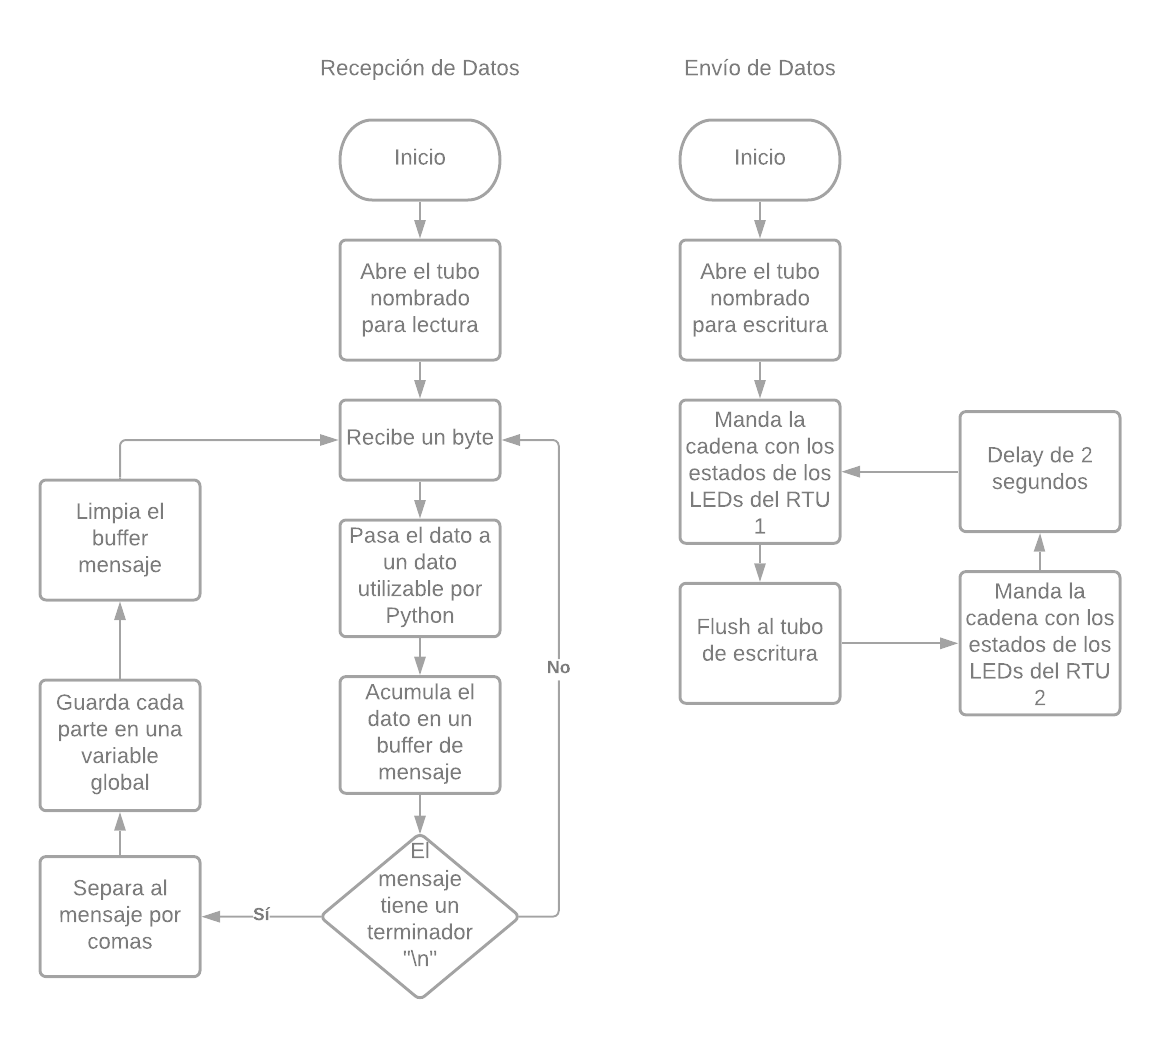 Recepción de Datos
Inicio
Abre el tubo
nombrado
para lectura
Recibe un byte
Pasa el dato a
un dato
utilizable por
Python
Acumula el
dato en un
buffer de
mensaje
El
mensaje
tiene un
terminador
"\n"
No
Sí
Separa al
mensaje por
comas
Guarda cada
parte en una
variable
global
Limpia el
buffer
mensaje
Envío de Datos
Inicio
Abre el tubo
nombrado
para escritura
Manda la
cadena con los
estados de los
LEDs del RTU
1
Flush al tubo
de escritura
Manda la
cadena con los
estados de los
LEDs del RTU
2
Delay de 2
segundos